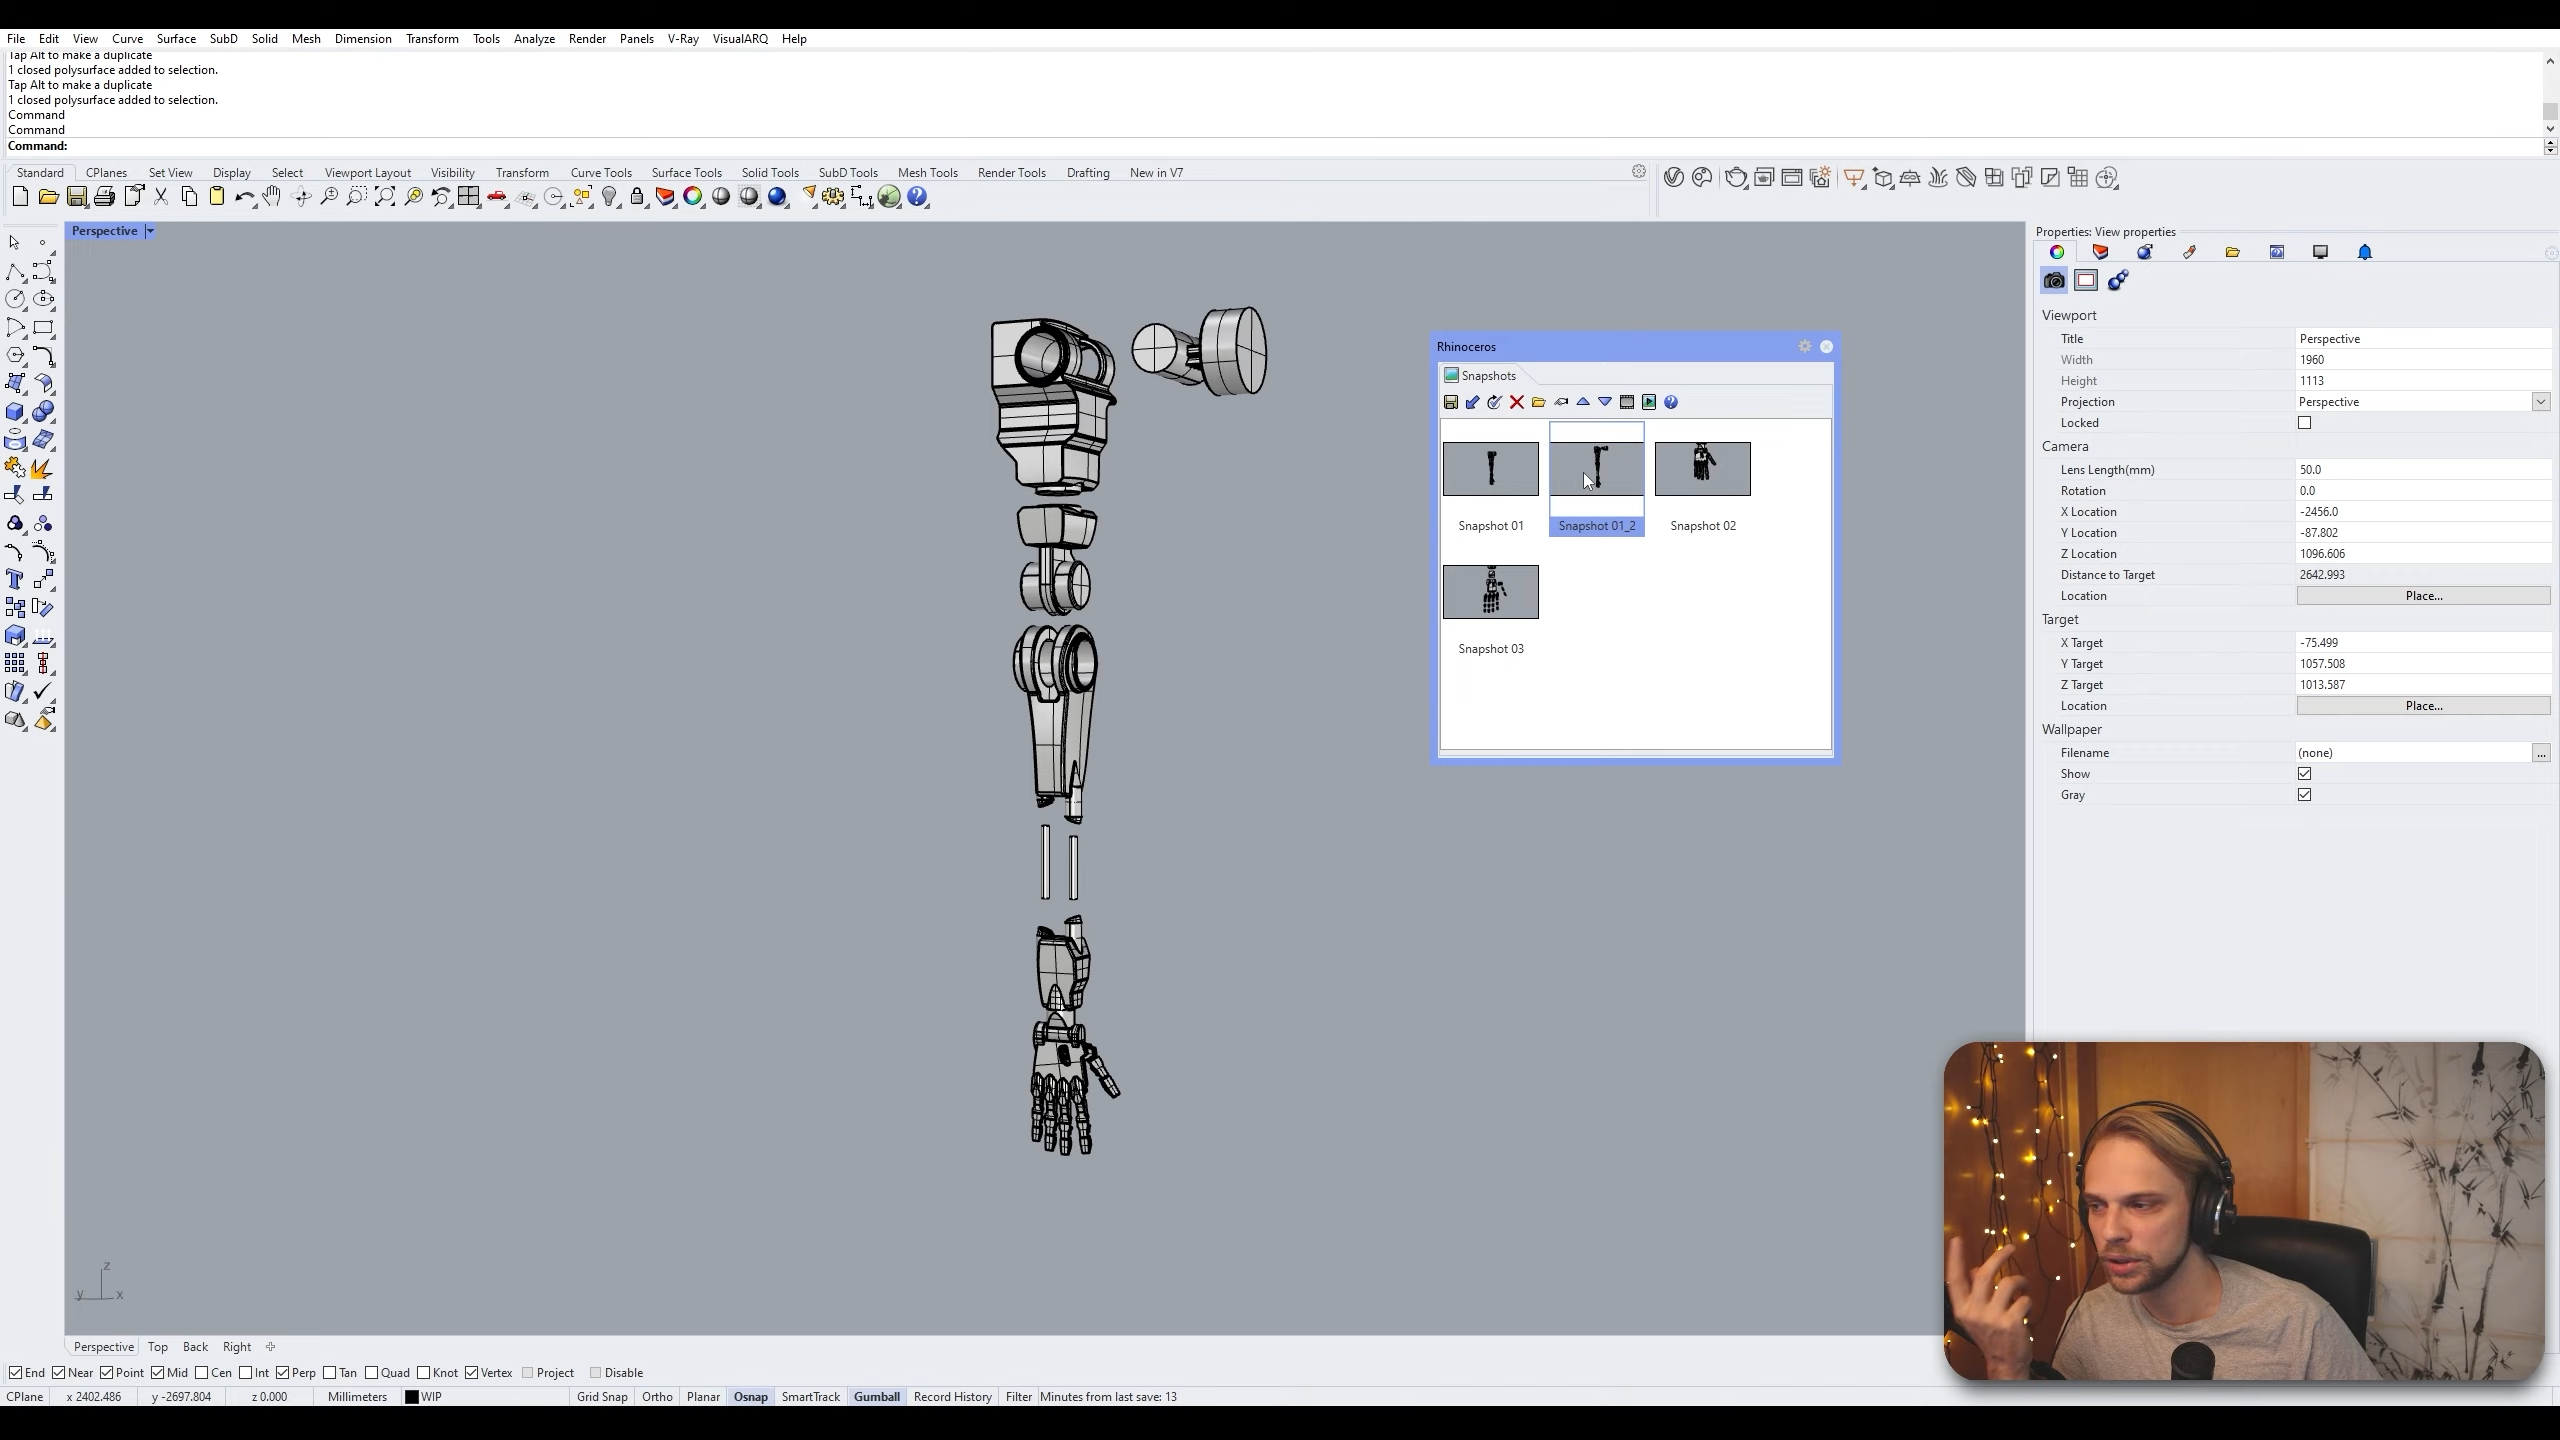 File Edit View Curve Surface SubD Solid Mesh Dimension Transform Tools Analyze Render Panels V-Ray VisualARQ Help
Tap Alt to make a duplicate
1 closed polysurface added to selection.
Tap Alt to make a duplicate
1 closed polysurface added to selection.
Command
Command
Command:
Standard CPlanes Set View Display Select Viewport Layout Visibility Transform Curve Tools Surface Tools Solid Tools SubD Tools Mesh Tools Render Tools Drafting New in V7
Perspective
Rhinoceros
Snapshots
Snapshot 01 Snapshot 01_2 Snapshot 02
Snapshot 03
Properties: View properties
Viewport
Title Perspective
Width 1960
Height 1113
Projection Perspective
Locked
Camera
Lens Length(mm) 50.0
Rotation 0.0
X Location -2456.0
Y Location -87.802
Z Location 1096.606
Distance to Target 2642.993
Location Place...
Target
X Target -75.499
Y Target 1057.508
Z Target 1013.587
Location Place...
Wallpaper
Filename (none) ...
Show
Gray
z
y x
Perspective Top Back Right
End Near Point Mid Cen Int Perp Tan Quad Knot Vertex Project Disable
CPlane x 2402.486 y -2697.804 z 0.000 Millimeters WIP Grid Snap Ortho Planar Osnap SmartTrack Gumball Record History Filter Minutes from last save: 13